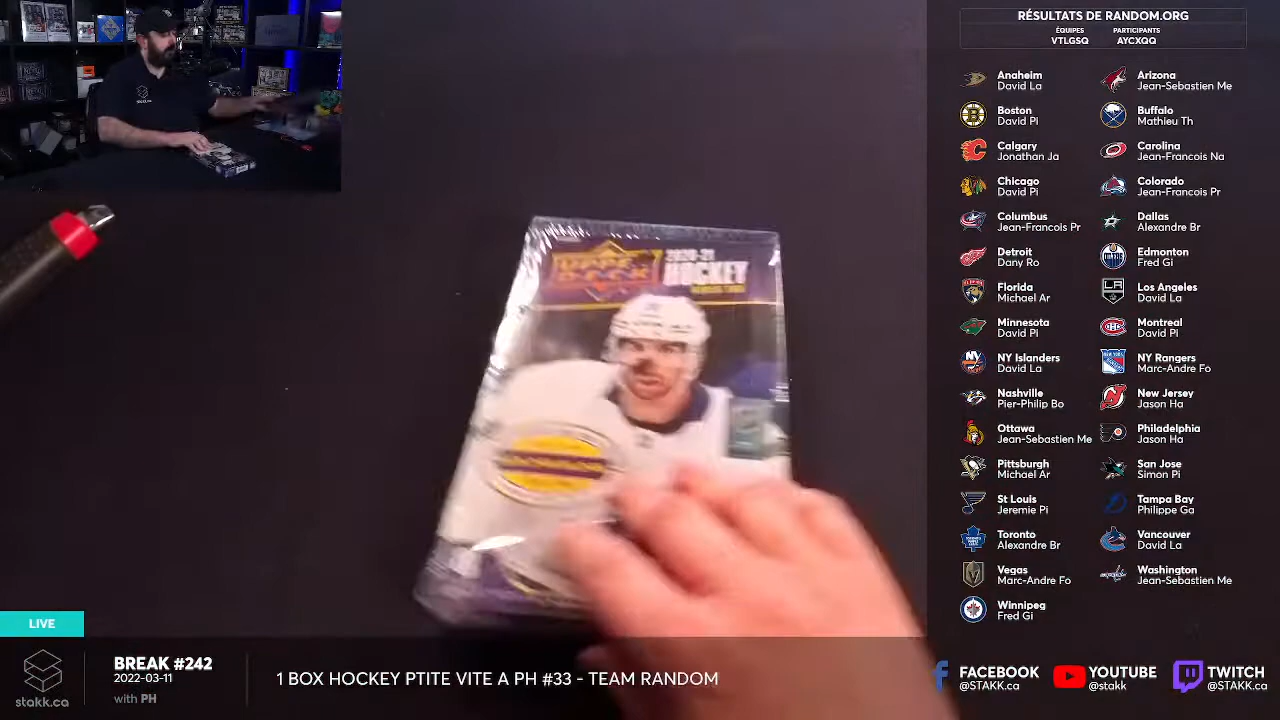 RÉSULTATS DE RANDOM.ORG
ÉQUIPES
VTLGSQ
PARTICIPANTS
AYCXQQ
Anaheim
David La
Arizona
Jean-Sebastien Me
Boston
David Pi
Buffalo
Mathieu Th
Calgary
Jonathan Ja
Carolina
Jean-Francois Na
Chicago
David Pi
Colorado
Jean-Francois Pr
Columbus
Jean-Francois Pr
Dallas
Alexandre Br
Detroit
Dany Ro
Edmonton
Fred Gi
Florida
Michael Ar
Los Angeles
David La
Minnesota
David Pi
Montreal
David Pi
NY Islanders
David La
NY Rangers
Marc-Andre Fo
Nashville
Pier-Philip Bo
New Jersey
Jason Ha
Ottawa
Jean-Sebastien Me
Philadelphia
Jason Ha
Pittsburgh
Michael Ar
San Jose
Simon Pi
St Louis
Jeremie Pi
Tampa Bay
Philippe Ga
Toronto
Alexandre Br
Vancouver
David La
Vegas
Marc-Andre Fo
Washington
Jean-Sebastien Me
Winnipeg
Fred Gi
UPPER DECK
2020-21
HOCKEY
STAKK.ca
LIVE
stakk.ca
BREAK #242
2022-03-11
with PH
1 BOX HOCKEY PTITE VITE A PH #33 - TEAM RANDOM
FACEBOOK
@STAKK.ca
YOUTUBE
@stakk
TWITCH
@STAKK.ca